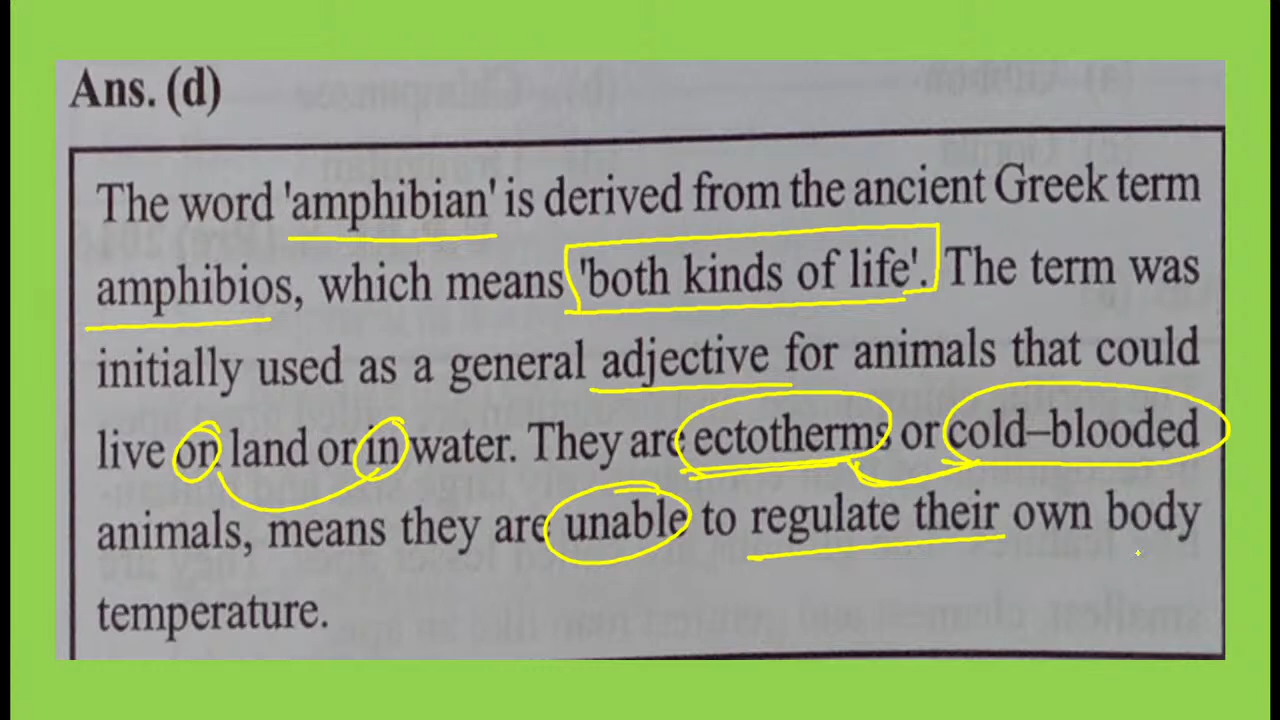 Ans. (d)
The word 'amphibian' is derived from the ancient Greek term
amphibios, which means 'both kinds of life'. The term was
initially used as a general adjective for animals that could
live on land or in water. They are ectotherms or cold–blooded
animals, means they are unable to regulate their own body
temperature.